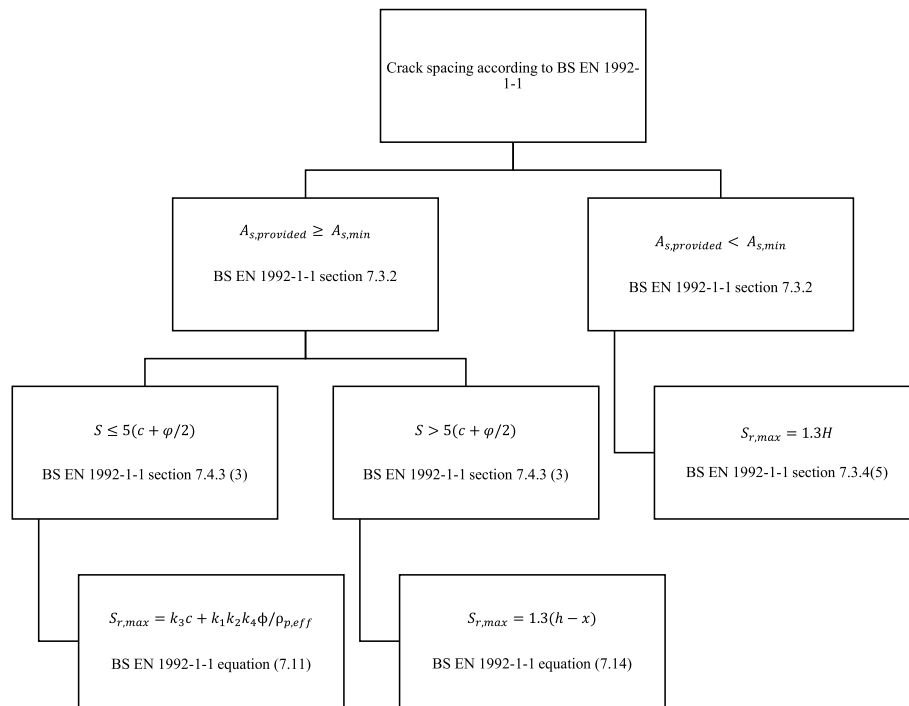 Crack spacing according to BS EN 1992-
1-1
A_{s,provided} ≥ A_{s,min}
BS EN 1992-1-1 section 7.3.2
A_{s,provided} < A_{s,min}
BS EN 1992-1-1 section 7.3.2
S ≤ 5(c + φ/2)
BS EN 1992-1-1 section 7.4.3 (3)
S > 5(c + φ/2)
BS EN 1992-1-1 section 7.4.3 (3)
S_{r,max} = 1.3H
BS EN 1992-1-1 section 7.3.4(5)
S_{r,max} = k_3c + k_1k_2k_4ϕ/ρ_{p,eff}
BS EN 1992-1-1 equation (7.11)
S_{r,max} = 1.3(h − x)
BS EN 1992-1-1 equation (7.14)